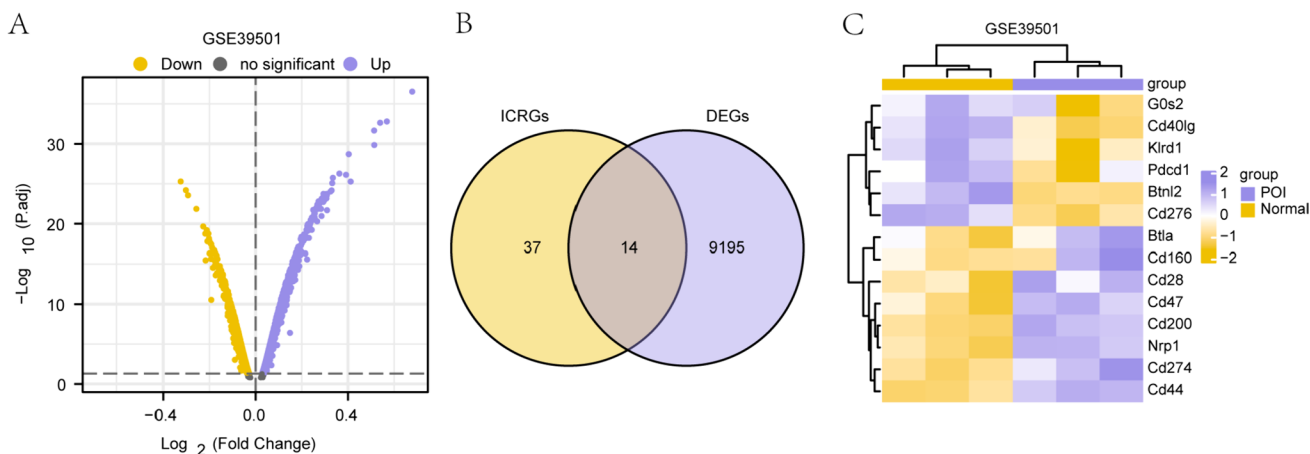 A
GSE39501
Down no significant Up
−Log 10 (P.adj)
30
20
10
0
−0.4
0.0
0.4
Log 2 (Fold Change)
B
ICRGs
DEGs
37
14
9195
C
GSE39501
group
G0s2
Cd40lg
Klrd1
Pdcd1
Btnl2
Cd276
Btla
Cd160
Cd28
Cd47
Cd200
Nrp1
Cd274
Cd44
2
1
0
−1
−2
group
POI
Normal